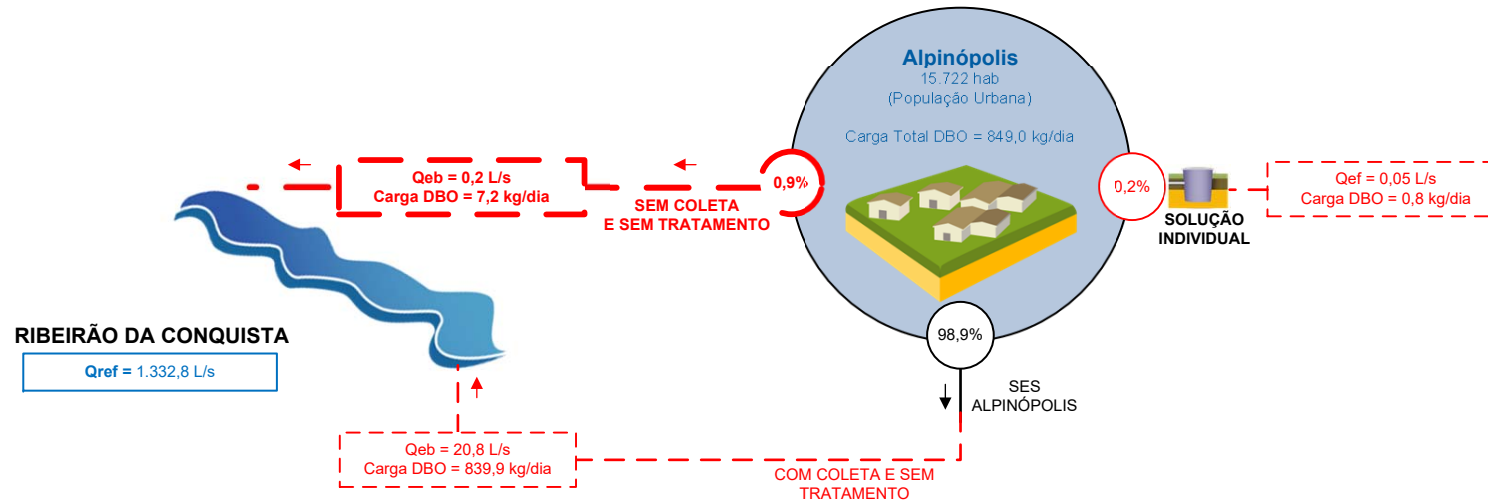 Alpinópolis
15.722 hab
(População Urbana)
Carga Total DBO = 849,0 kg/dia
Qeb = 0,2 L/s
Carga DBO = 7,2 kg/dia
0,9%
SEM COLETA
E SEM TRATAMENTO
0,2%
SOLUÇÃO
INDIVIDUAL
Qef = 0,05 L/s
Carga DBO = 0,8 kg/dia
RIBEIRÃO DA CONQUISTA
Qref = 1.332,8 L/s
98,9%
SES
ALPINÓPOLIS
Qeb = 20,8 L/s
Carga DBO = 839,9 kg/dia
COM COLETA E SEM
TRATAMENTO